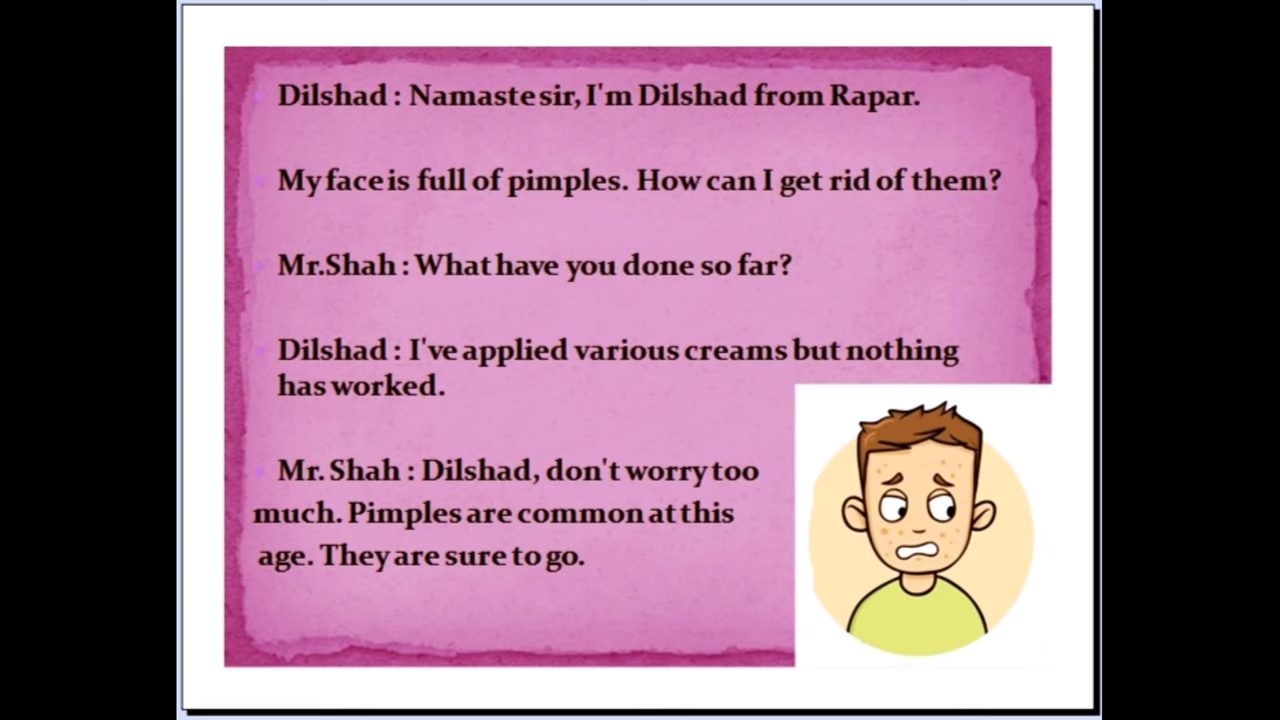 Dilshad : Namaste sir, I'm Dilshad from Rapar.
My face is full of pimples. How can I get rid of them?
Mr.Shah : What have you done so far?
Dilshad : I've applied various creams but nothing
has worked.
Mr. Shah : Dilshad, don't worry too
much. Pimples are common at this
age. They are sure to go.